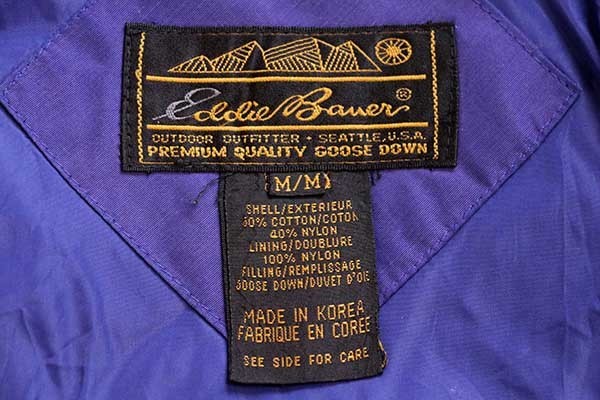 Eddie Bauer®
OUTDOOR OUTFITTER • SEATTLE, U.S.A.
PREMIUM QUALITY GOOSE DOWN
M/M
SHELL/EXTERIEUR
60% COTTON/COTON
40% NYLON
LINING/DOUBLURE
100% NYLON
FILLING/REMPLISSAGE
GOOSE DOWN/DUVET D'OIE
MADE IN KOREA
FABRIQUE EN COREE
SEE SIDE FOR CARE